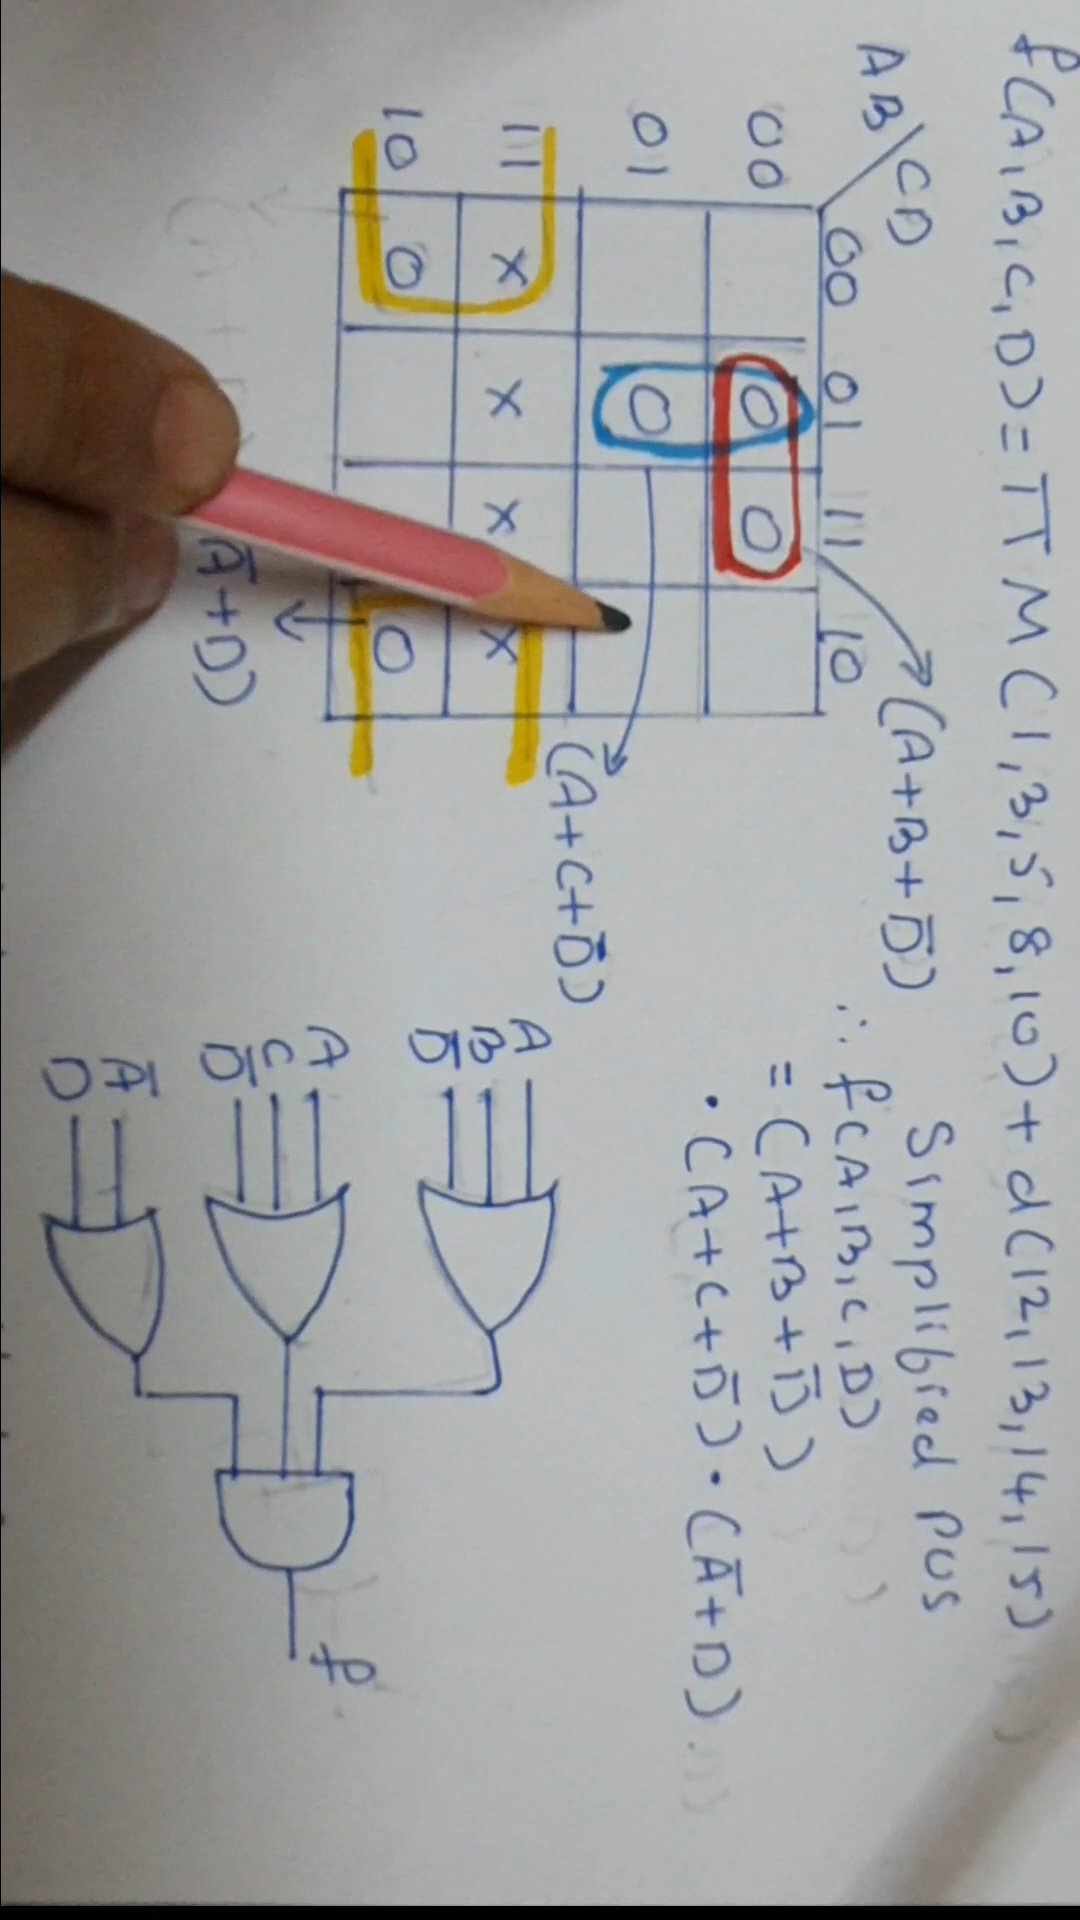 f(A,B,C,D) = ΠM(1,3,5,8,10) + d(12,13,14,15)
AB\CD 00 01 11 10
00 0 0
01 0
11 x x x x
10 0 0
(A+B+D̅)
(A+C+D̅)
A̅+D)
Simplified POS
∴ f(A,B,C,D)
= (A+B+D̅)
· (A+C+D̅) · (A̅+D)
A
B
D̅
A
C
D̅
A̅
D
f